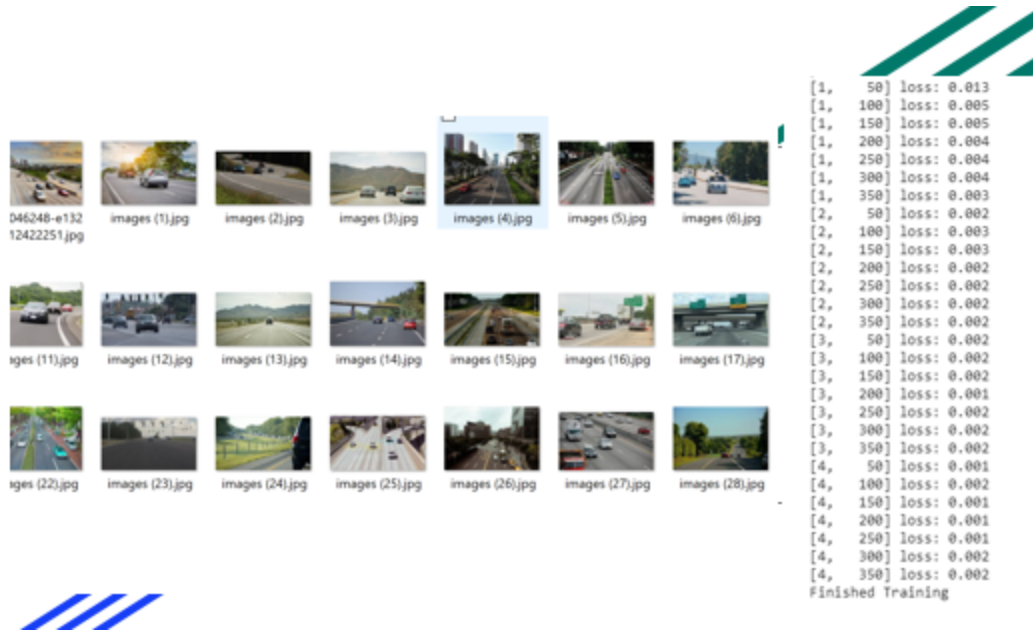 046248-e132
12422251.jpg
images (1).jpg
images (2).jpg
images (3).jpg
images (4).jpg
images (5).jpg
images (6).jpg
ages (11).jpg
images (12).jpg
images (13).jpg
images (14).jpg
images (15).jpg
images (16).jpg
images (17).jpg
ages (22).jpg
images (23).jpg
images (24).jpg
images (25).jpg
images (26).jpg
images (27).jpg
images (28).jpg
[1, 50] loss: 0.013
[1, 100] loss: 0.005
[1, 150] loss: 0.005
[1, 200] loss: 0.004
[1, 250] loss: 0.004
[1, 300] loss: 0.004
[1, 350] loss: 0.003
[2, 50] loss: 0.002
[2, 100] loss: 0.003
[2, 150] loss: 0.003
[2, 200] loss: 0.002
[2, 250] loss: 0.002
[2, 300] loss: 0.002
[2, 350] loss: 0.002
[3, 50] loss: 0.002
[3, 100] loss: 0.002
[3, 150] loss: 0.002
[3, 200] loss: 0.001
[3, 250] loss: 0.002
[3, 300] loss: 0.002
[3, 350] loss: 0.002
[4, 50] loss: 0.001
[4, 100] loss: 0.002
[4, 150] loss: 0.001
[4, 200] loss: 0.001
[4, 250] loss: 0.001
[4, 300] loss: 0.002
[4, 350] loss: 0.002
Finished Training